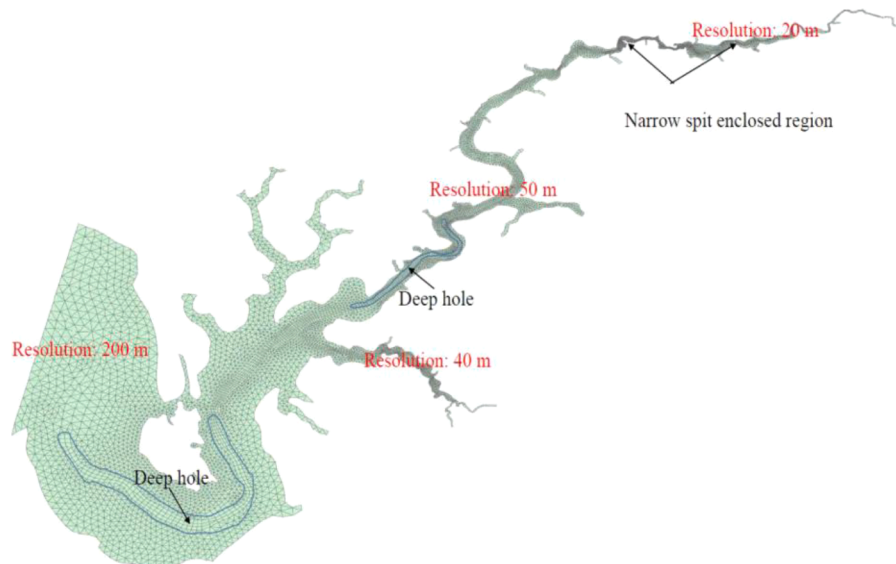 Resolution: 20 m
Narrow spit enclosed region
Resolution: 50 m
Deep hole
Resolution: 200 m
Resolution: 40 m
Deep hole